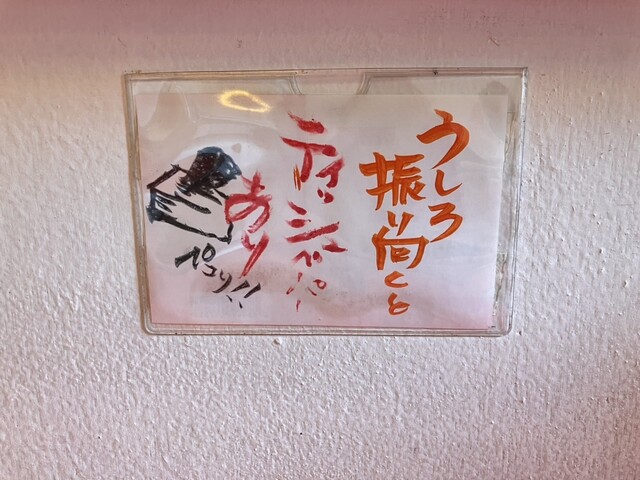 うしろ
振り向くと
ティッシュペーパー
あり
ペコリ!!